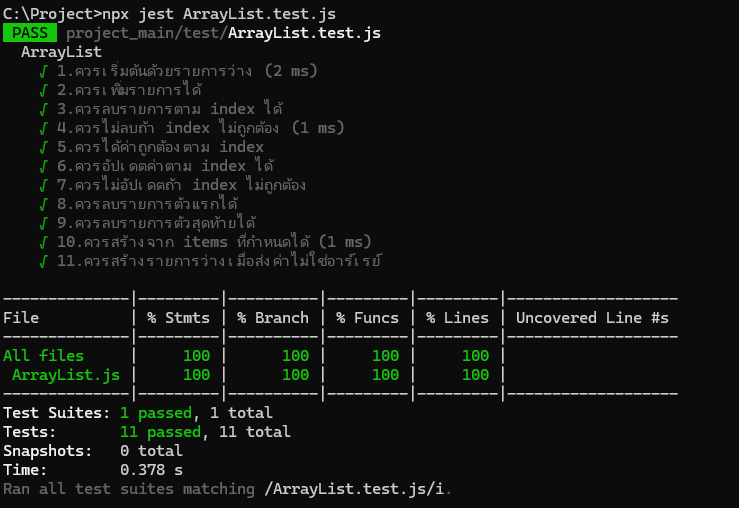 C:\Project>npx jest ArrayList.test.js
PASS project_main/test/ArrayList.test.js
ArrayList
√ 1.ควรเริ่มต้นด้วยรายการว่าง (2 ms)
√ 2.ควรเพิ่มรายการได้
√ 3.ควรลบรายการตาม index ได้
√ 4.ควรไม่ลบถ้า index ไม่ถูกต้อง (1 ms)
√ 5.ควรได้ค่าถูกต้องตาม index
√ 6.ควรอัปเดตค่าตาม index ได้
√ 7.ควรไม่อัปเดตถ้า index ไม่ถูกต้อง
√ 8.ควรลบรายการตัวแรกได้
√ 9.ควรลบรายการตัวสุดท้ายได้
√ 10.ควรสร้างจาก items ที่กำหนดได้ (1 ms)
√ 11.ควรสร้างรายการว่างเมื่อส่งค่าไม่ใช่อาร์เรย์
--------------|---------|----------|---------|---------|-------------------
File          | % Stmts | % Branch | % Funcs | % Lines | Uncovered Line #s
--------------|---------|----------|---------|---------|-------------------
All files     |     100 |      100 |     100 |     100 |
 ArrayList.js |     100 |      100 |     100 |     100 |
--------------|---------|----------|---------|---------|-------------------
Test Suites: 1 passed, 1 total
Tests:       11 passed, 11 total
Snapshots:   0 total
Time:        0.378 s
Ran all test suites matching /ArrayList.test.js/i.